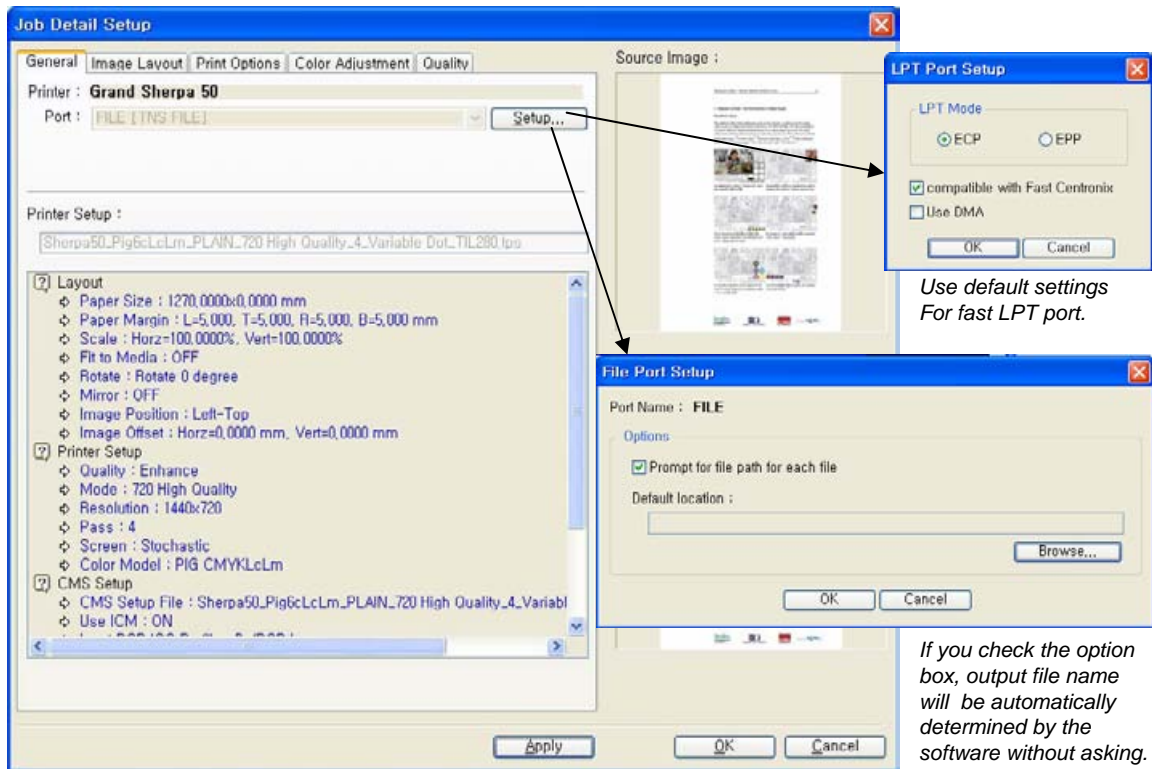 Job Detail Setup
General Image Layout Print Options Color Adjustment Quality
Printer : Grand Sherpa 50
Port : FILE [TNS FILE] Setup...
Printer Setup :
Sherpa50_Pig6cLcLm_PLAIN_720 High Quality_4_Variable Dot_TIL280.tps
Layout
Paper Size : 1270,0000x0,0000 mm
Paper Margin : L=5,000, T=5,000, R=5,000, B=5,000 mm
Scale : Horz=100,0000%, Vert=100,0000%
Fit to Media : OFF
Rotate : Rotate 0 degree
Mirror : OFF
Image Position : Left-Top
Image Offset : Horz=0,0000 mm, Vert=0,0000 mm
Printer Setup
Quality : Enhance
Mode : 720 High Quality
Resolution : 1440x720
Pass : 4
Screen : Stochastic
Color Model : PIG CMYKLcLm
CMS Setup
CMS Setup File : Sherpa50_Pig6cLcLm_PLAIN_720 High Quality_4_Variabl
Use ICM : ON
Apply OK Cancel
Source Image :
LPT Port Setup
LPT Mode
ECP EPP
compatible with Fast Centronix
Use DMA
OK Cancel
Use default settings
For fast LPT port.
File Port Setup
Port Name : FILE
Options
Prompt for file path for each file
Default location :
Browse...
OK Cancel
If you check the option
box, output file name
will be automatically
determined by the
software without asking.